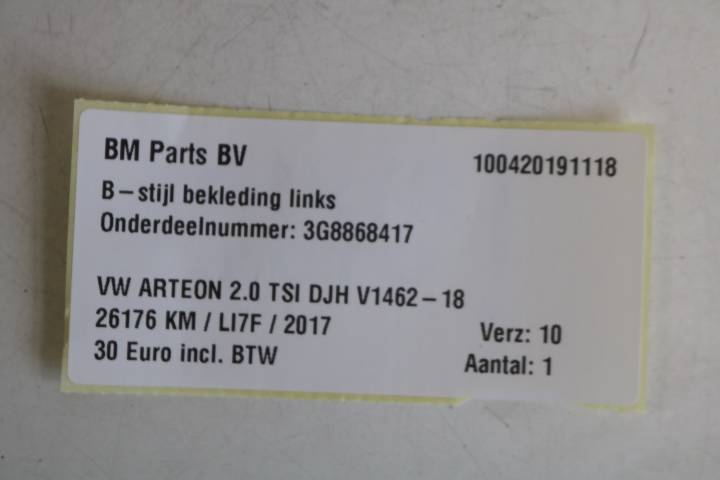 BM Parts BV 100420191118
B-stijl bekleding links
Onderdeelnummer: 3G8868417
VW ARTEON 2.0 TSI DJH V1462-18
26176 KM / LI7F / 2017 Verz: 10
30 Euro incl. BTW Aantal: 1